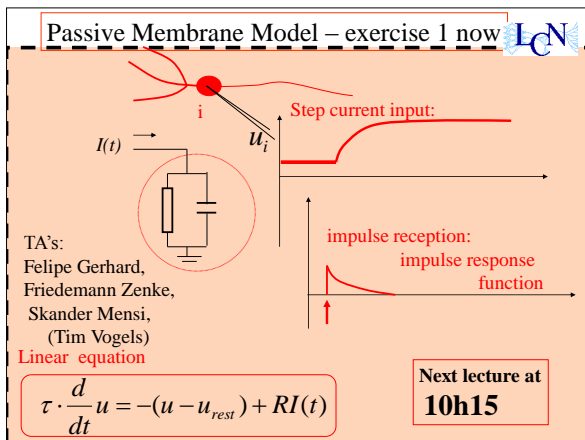 Passive Membrane Model – exercise 1 now
LCN
i
Step current input:
I(t)
u_i
impulse reception:
impulse response
function
TA's:
Felipe Gerhard,
Friedemann Zenke,
Skander Mensi,
(Tim Vogels)
Linear equation
τ · d/dt u = −(u − u_rest) + RI(t)
Next lecture at
10h15